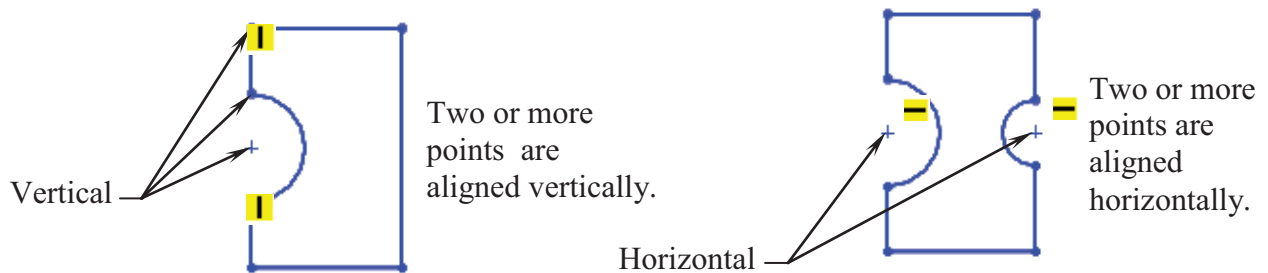 Two or more
points are
aligned vertically.
Vertical
Two or more
points are
aligned
horizontally.
Horizontal